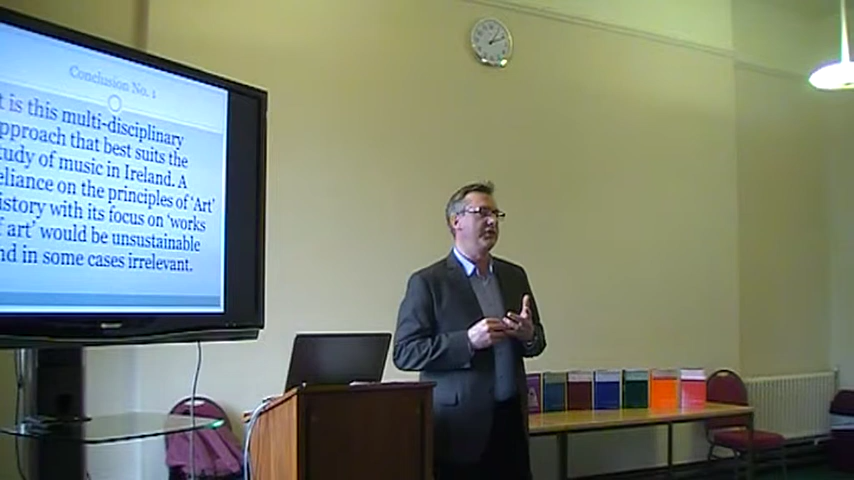 Conclusion No. 1
t is this multi-disciplinary
pproach that best suits the
tudy of music in Ireland. A
eliance on the principles of 'Art'
istory with its focus on 'works
f art' would be unsustainable
nd in some cases irrelevant.